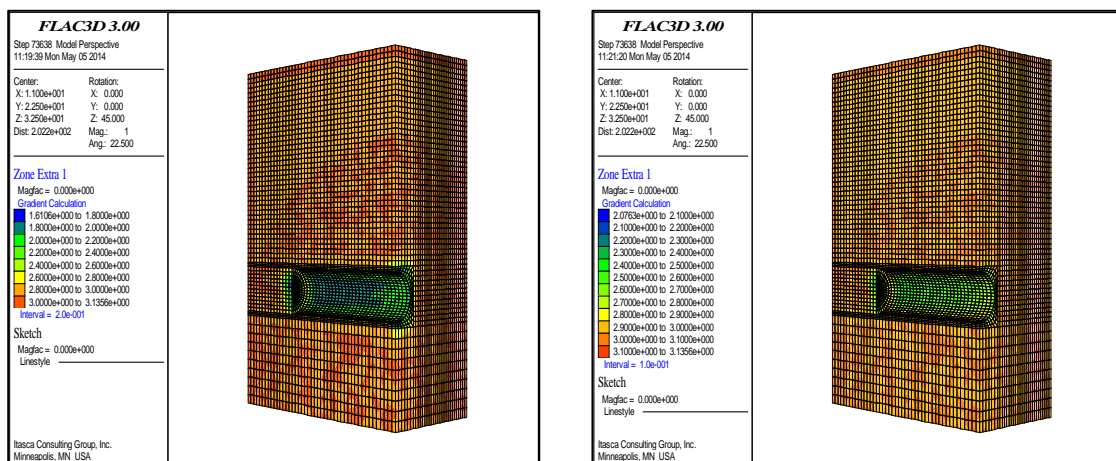 FLAC3D 3.00
Step 73638 Model Perspective
11:19:39 Mon May 05 2014
Center:
X: 1.100e+001
Y: 2.250e+001
Z: 3.250e+001
Dist: 2.022e+002
Rotation:
X: 0.000
Y: 0.000
Z: 45.000
Mag.: 1
Ang.: 22.500
Zone Extra 1
Magfac = 0.000e+000
Gradient Calculation
1.6106e+000 to 1.8000e+000
1.8000e+000 to 2.0000e+000
2.0000e+000 to 2.2000e+000
2.2000e+000 to 2.4000e+000
2.4000e+000 to 2.6000e+000
2.6000e+000 to 2.8000e+000
2.8000e+000 to 3.0000e+000
3.0000e+000 to 3.1356e+000
Interval = 2.0e-001
Sketch
Magfac = 0.000e+000
Linestyle
Itasca Consulting Group, Inc.
Minneapolis, MN USA
FLAC3D 3.00
Step 73638 Model Perspective
11:21:20 Mon May 05 2014
Center:
X: 1.100e+001
Y: 2.250e+001
Z: 3.250e+001
Dist: 2.022e+002
Rotation:
X: 0.000
Y: 0.000
Z: 45.000
Mag.: 1
Ang.: 22.500
Zone Extra 1
Magfac = 0.000e+000
Gradient Calculation
2.0763e+000 to 2.1000e+000
2.1000e+000 to 2.2000e+000
2.2000e+000 to 2.3000e+000
2.3000e+000 to 2.4000e+000
2.4000e+000 to 2.5000e+000
2.5000e+000 to 2.6000e+000
2.6000e+000 to 2.7000e+000
2.7000e+000 to 2.8000e+000
2.8000e+000 to 2.9000e+000
2.9000e+000 to 3.0000e+000
3.0000e+000 to 3.1000e+000
3.1000e+000 to 3.1356e+000
Interval = 1.0e-001
Sketch
Magfac = 0.000e+000
Linestyle
Itasca Consulting Group, Inc.
Minneapolis, MN USA